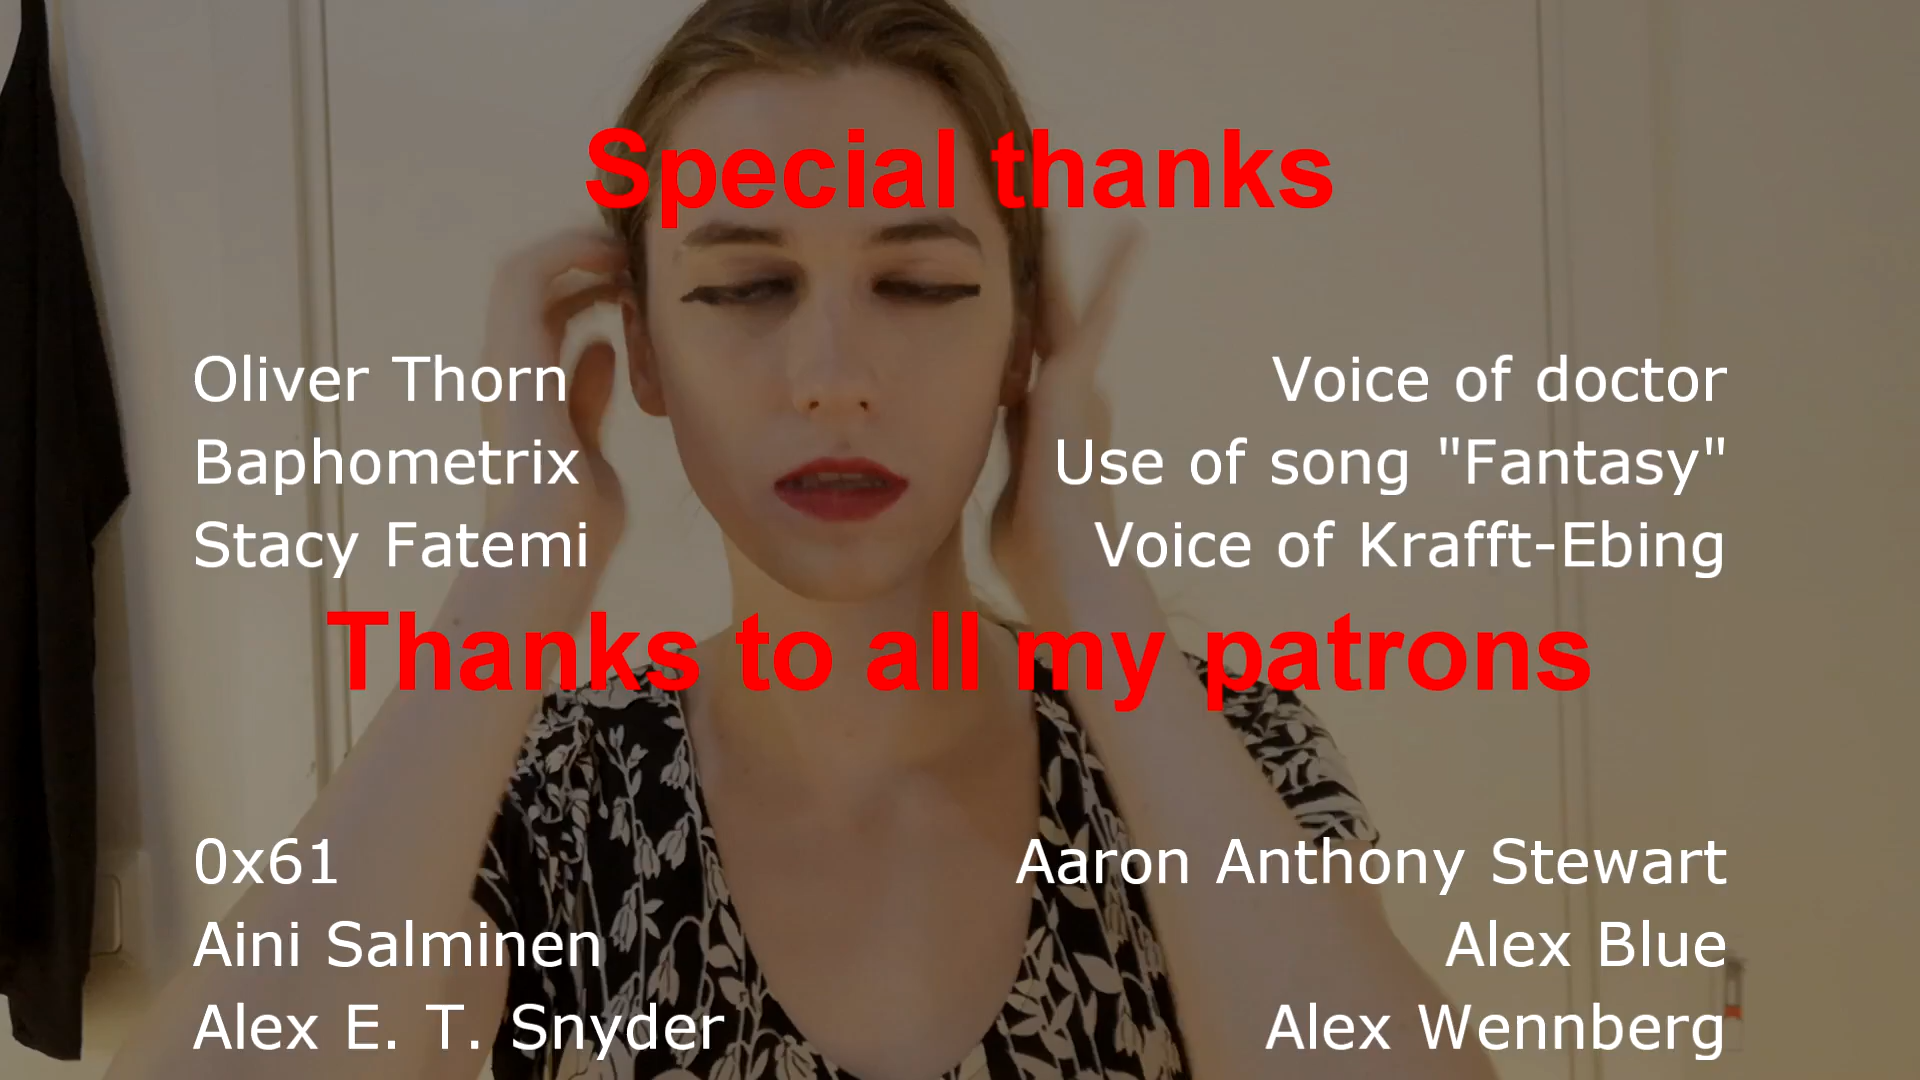 Special thanks
Oliver Thorn Voice of doctor
Baphometrix Use of song "Fantasy"
Stacy Fatemi Voice of Krafft-Ebing
Thanks to all my patrons
0x61 Aaron Anthony Stewart
Aini Salminen Alex Blue
Alex E. T. Snyder Alex Wennberg